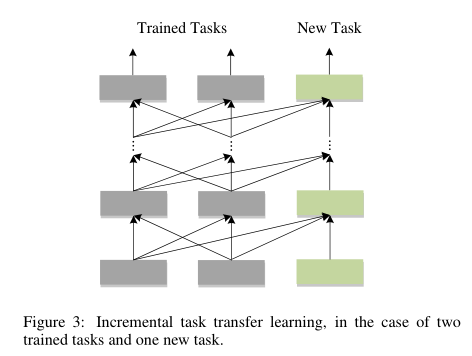 Trained Tasks New Task
Figure 3: Incremental task transfer learning, in the case of two
trained tasks and one new task.